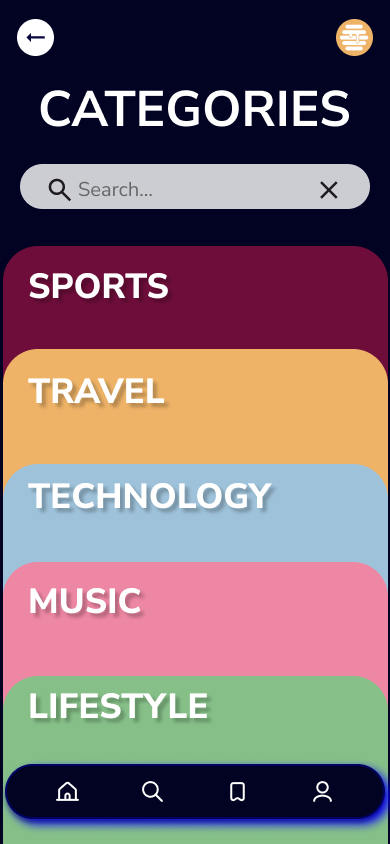 CATEGORIES
Search...
SPORTS
TRAVEL
TECHNOLOGY
MUSIC
LIFESTYLE